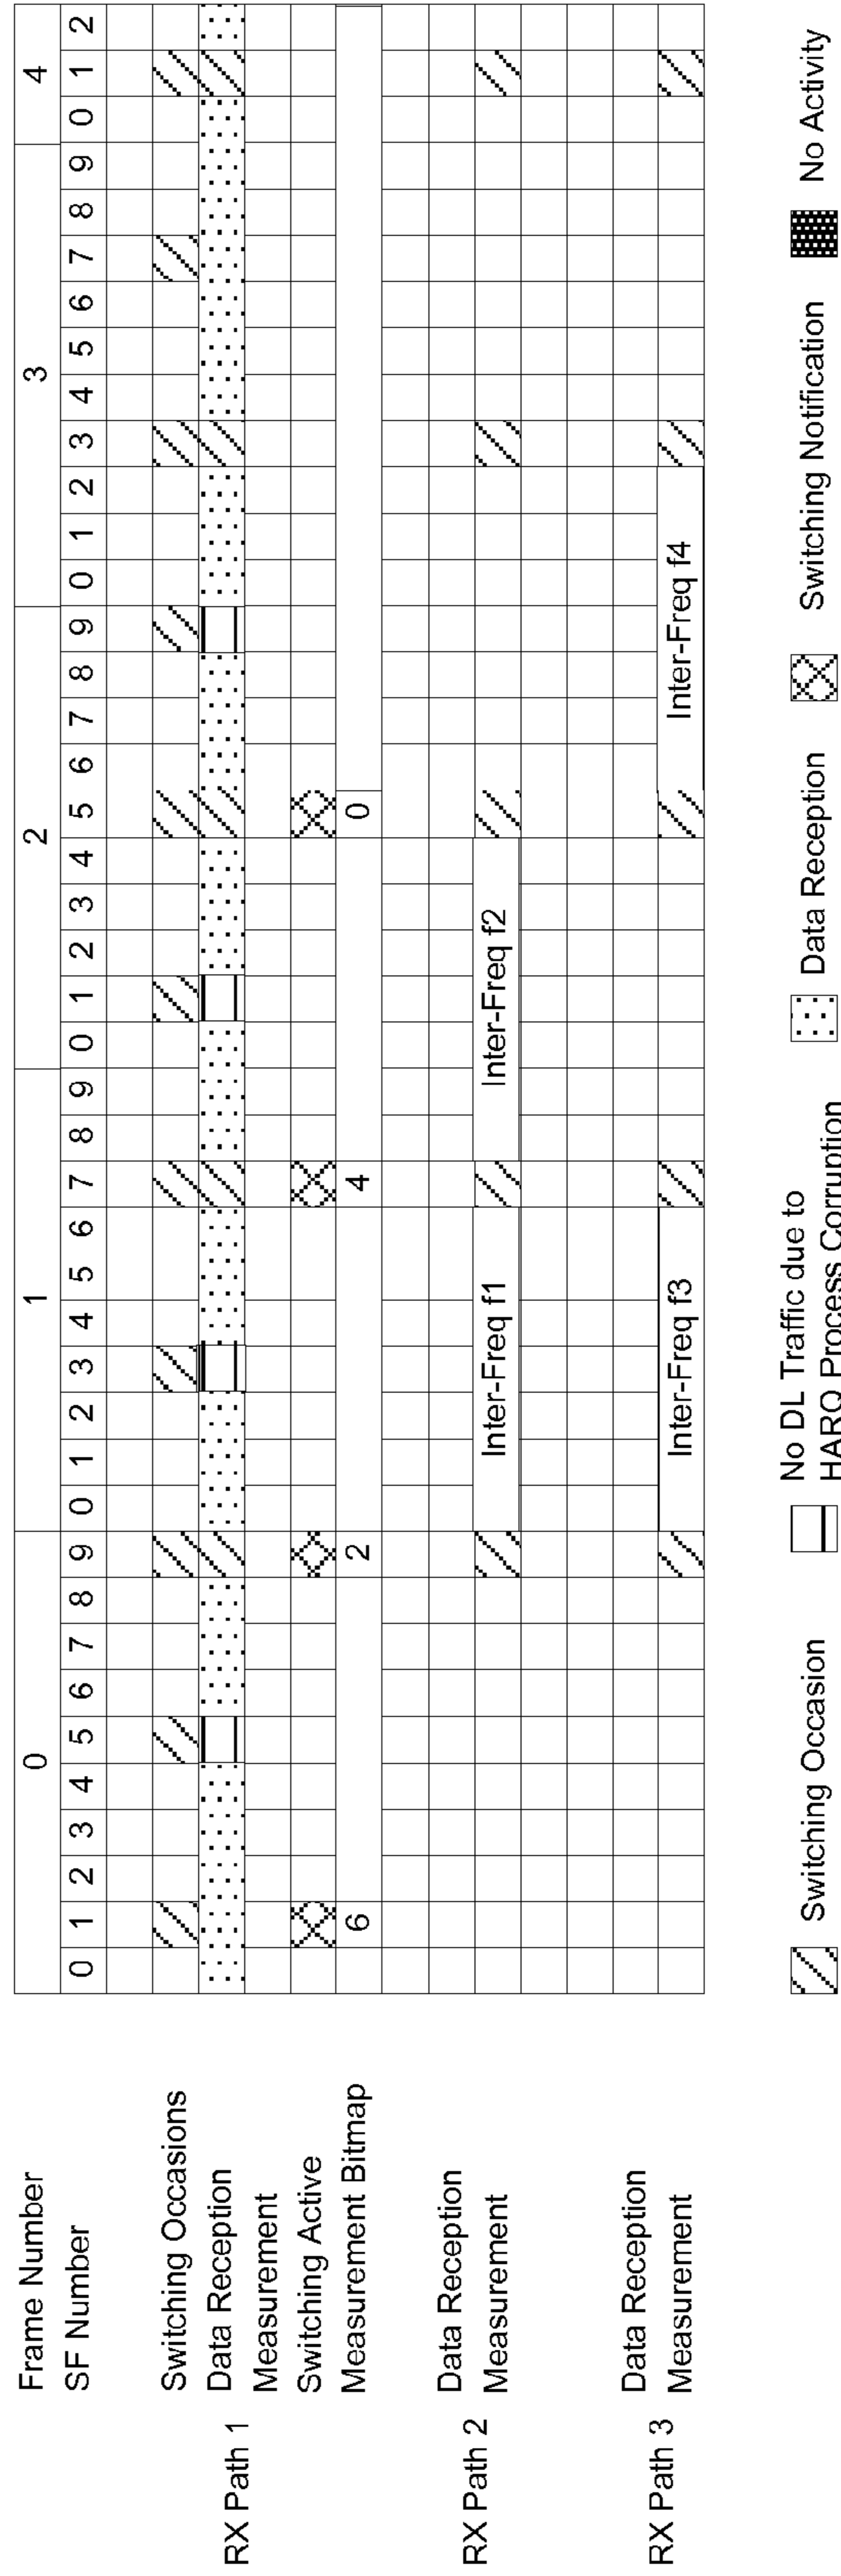 Frame Number 0 1 2 3 4
SF Number 0 1 2 3 4 5 6 7 8 9 0 1 2 3 4 5 6 7 8 9 0 1 2 3 4 5 6 7 8 9 0 1 2 3 4 5 6 7 8 9 0 1 2
Switching Occasions
RX Path 1
Data Reception
Measurement
Switching Active
Measurement Bitmap 6 2 4 0
RX Path 2
Data Reception
Measurement Inter-Freq f1 Inter-Freq f2
RX Path 3
Data Reception
Measurement Inter-Freq f3 Inter-Freq f4
Switching Occasion
No DL Traffic due to
HARQ Process Corruption
Data Reception
Switching Notification
No Activity